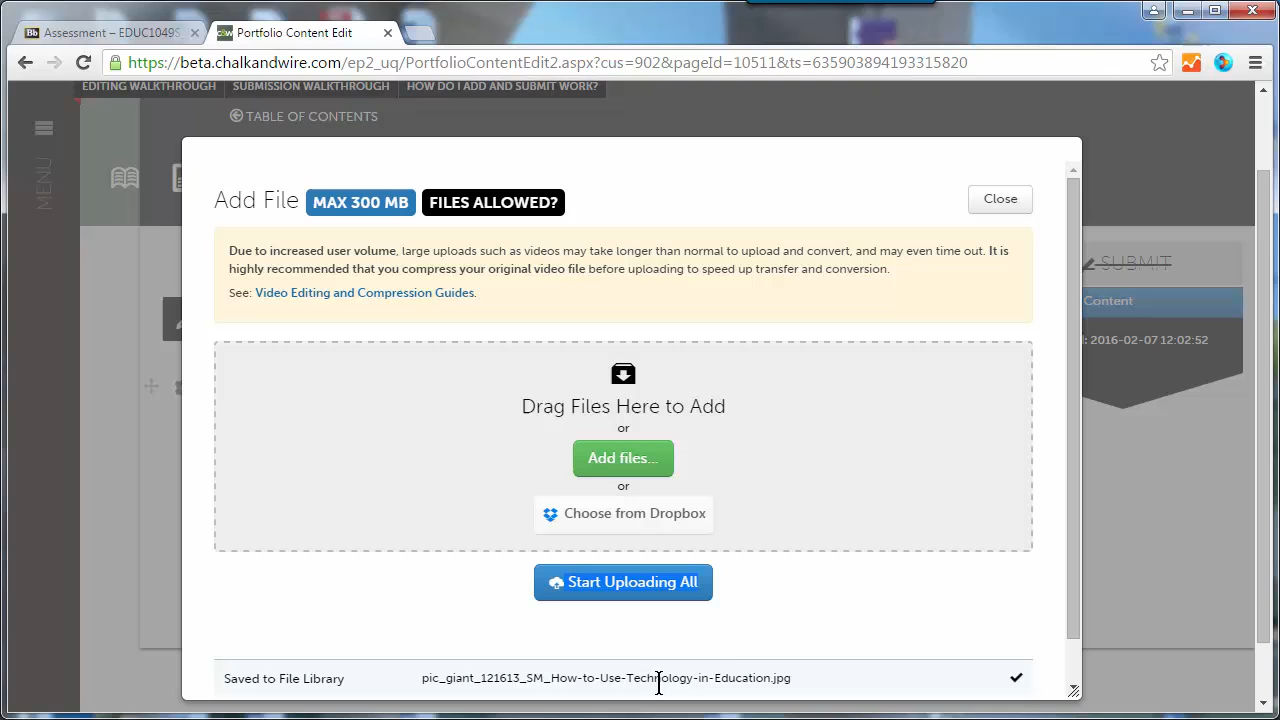 Bb Assessment – EDUC1049S
c&w Portfolio Content Edit
https://beta.chalkandwire.com/ep2_uq/PortfolioContentEdit2.aspx?cus=902&pageId=10511&ts=635903894193315820
EDITING WALKTHROUGH SUBMISSION WALKTHROUGH HOW DO I ADD AND SUBMIT WORK?
TABLE OF CONTENTS
MENU
Add File MAX 300 MB FILES ALLOWED? Close
Due to increased user volume, large uploads such as videos may take longer than normal to upload and convert, and may even time out. It is
highly recommended that you compress your original video file before uploading to speed up transfer and conversion.
See: Video Editing and Compression Guides.
SUBMIT
Content
: 2016-02-07 12:02:52
Drag Files Here to Add
or
Add files...
or
Choose from Dropbox
Start Uploading All
Saved to File Library pic_giant_121613_SM_How-to-Use-Technology-in-Education.jpg